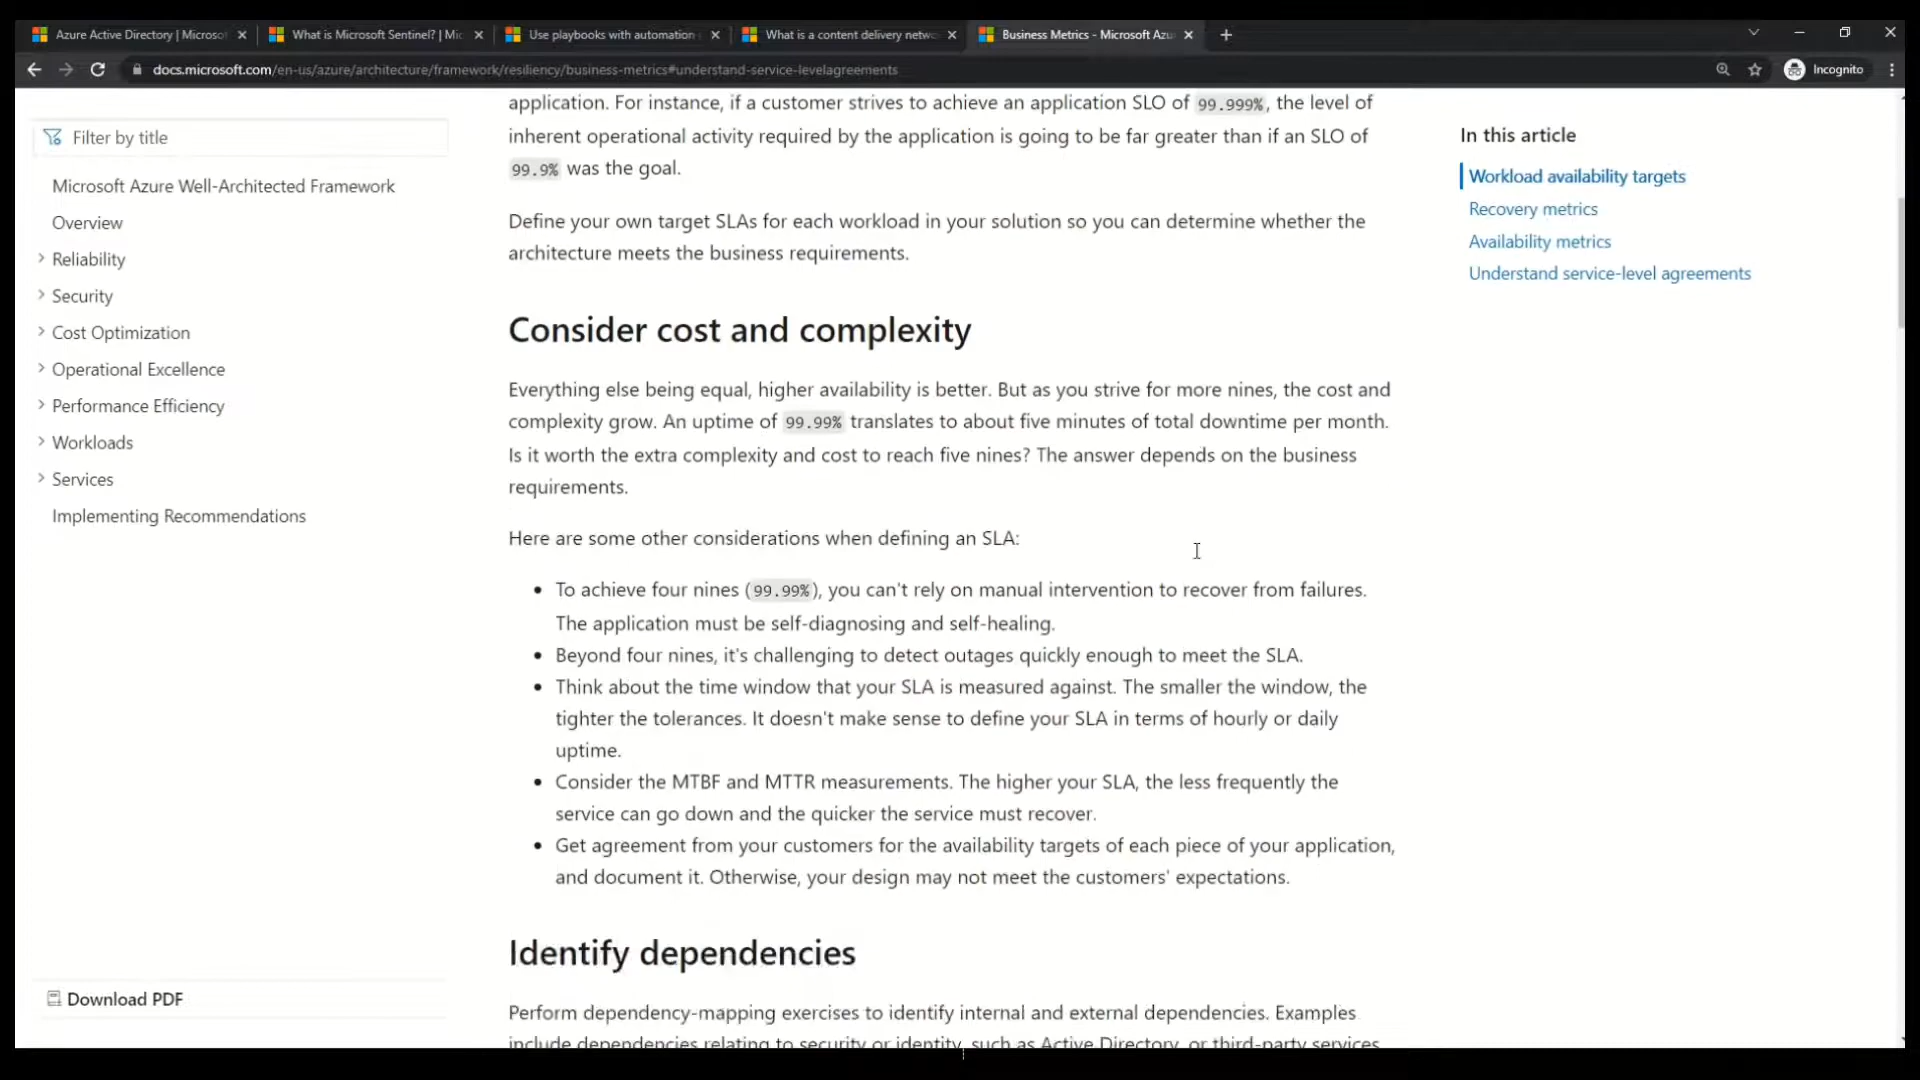 Azure Active Directory | Microsof
What is Microsoft Sentinel? | Mic
Use playbooks with automation
What is a content delivery netwo
Business Metrics - Microsoft Azu
docs.microsoft.com/en-us/azure/architecture/framework/resiliency/business-metrics#understand-service-levelagreements
Incognito
Filter by title
Microsoft Azure Well-Architected Framework
Overview
Reliability
Security
Cost Optimization
Operational Excellence
Performance Efficiency
Workloads
Services
Implementing Recommendations
Download PDF
application. For instance, if a customer strives to achieve an application SLO of 99.999%, the level of
inherent operational activity required by the application is going to be far greater than if an SLO of
99.9% was the goal.
Define your own target SLAs for each workload in your solution so you can determine whether the
architecture meets the business requirements.
Consider cost and complexity
Everything else being equal, higher availability is better. But as you strive for more nines, the cost and
complexity grow. An uptime of 99.99% translates to about five minutes of total downtime per month.
Is it worth the extra complexity and cost to reach five nines? The answer depends on the business
requirements.
Here are some other considerations when defining an SLA:
• To achieve four nines (99.99%), you can't rely on manual intervention to recover from failures.
The application must be self-diagnosing and self-healing.
• Beyond four nines, it's challenging to detect outages quickly enough to meet the SLA.
• Think about the time window that your SLA is measured against. The smaller the window, the
tighter the tolerances. It doesn't make sense to define your SLA in terms of hourly or daily
uptime.
• Consider the MTBF and MTTR measurements. The higher your SLA, the less frequently the
service can go down and the quicker the service must recover.
• Get agreement from your customers for the availability targets of each piece of your application,
and document it. Otherwise, your design may not meet the customers' expectations.
Identify dependencies
Perform dependency-mapping exercises to identify internal and external dependencies. Examples
include dependencies relating to security or identity, such as Active Directory, or third-party services
In this article
Workload availability targets
Recovery metrics
Availability metrics
Understand service-level agreements